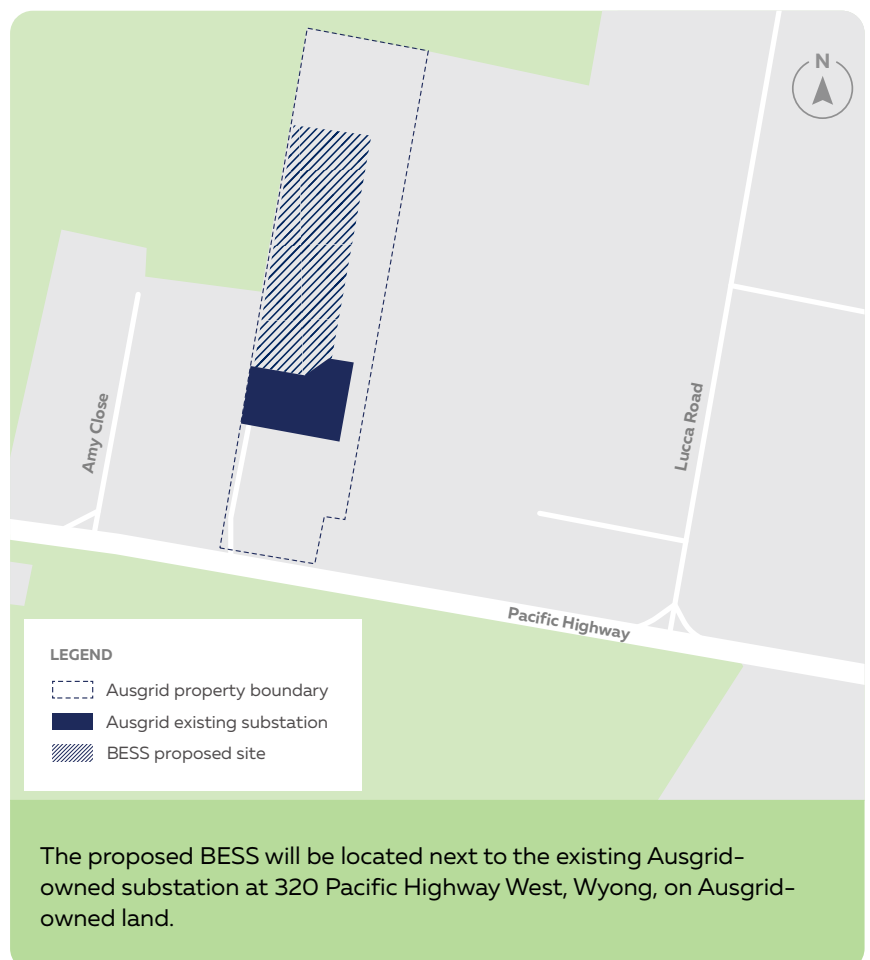 N
Amy Close
Lucca Road
Pacific Highway
LEGEND
Ausgrid property boundary
Ausgrid existing substation
BESS proposed site
The proposed BESS will be located next to the existing Ausgrid-
owned substation at 320 Pacific Highway West, Wyong, on Ausgrid-
owned land.